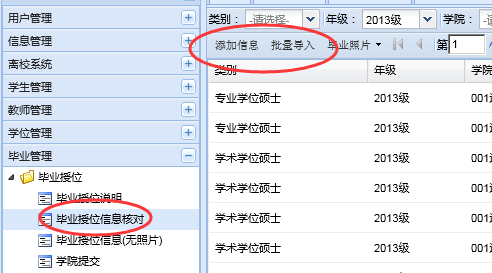 用户管理
信息管理
离校系统
学生管理
教师管理
学位管理
毕业管理
毕业授位
毕业授位说明
毕业授位信息核对
毕业授位信息(无照片)
学院提交
类别： -请选择- 年级： 2013级 学院：
添加信息 批量导入 毕业照片 第 1
类别 年级 学院
专业学位硕士 2013级 001
专业学位硕士 2013级 001
学术学位硕士 2013级 001
学术学位硕士 2013级 001
学术学位硕士 2013级 001
学术学位硕士 2013级 001